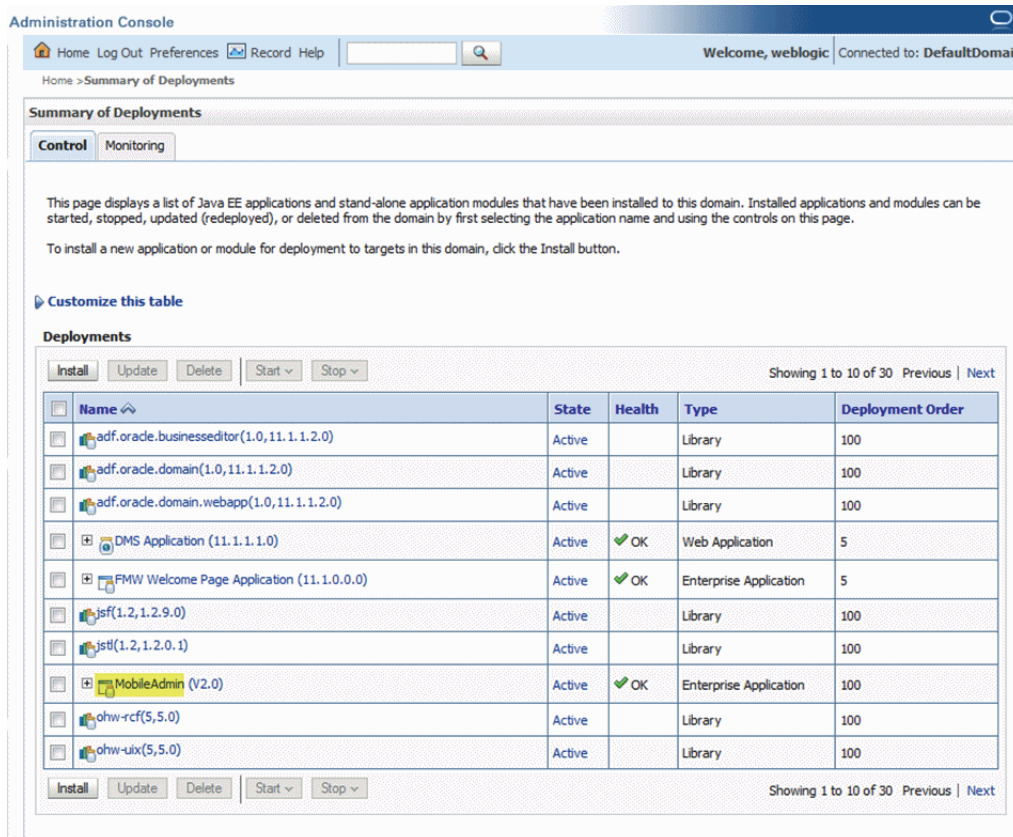 Administration Console
Home Log Out Preferences Record Help
Welcome, weblogic Connected to: DefaultDomai
Home >Summary of Deployments
Summary of Deployments
Control Monitoring
This page displays a list of Java EE applications and stand-alone application modules that have been installed to this domain. Installed applications and modules can be
started, stopped, updated (redeployed), or deleted from the domain by first selecting the application name and using the controls on this page.
To install a new application or module for deployment to targets in this domain, click the Install button.
Customize this table
Deployments
Install Update Delete Start Stop Showing 1 to 10 of 30 Previous | Next
Name State Health Type Deployment Order
adf.oracle.businesseditor(1.0,11.1.1.2.0) Active Library 100
adf.oracle.domain(1.0,11.1.1.2.0) Active Library 100
adf.oracle.domain.webapp(1.0,11.1.1.2.0) Active Library 100
DMS Application (11.1.1.1.0) Active OK Web Application 5
FMW Welcome Page Application (11.1.0.0.0) Active OK Enterprise Application 5
jsf(1.2,1.2.9.0) Active Library 100
jstl(1.2,1.2.0.1) Active Library 100
MobileAdmin (V2.0) Active OK Enterprise Application 100
ohw-rcf(5,5.0) Active Library 100
ohw-uix(5,5.0) Active Library 100
Install Update Delete Start Stop Showing 1 to 10 of 30 Previous | Next